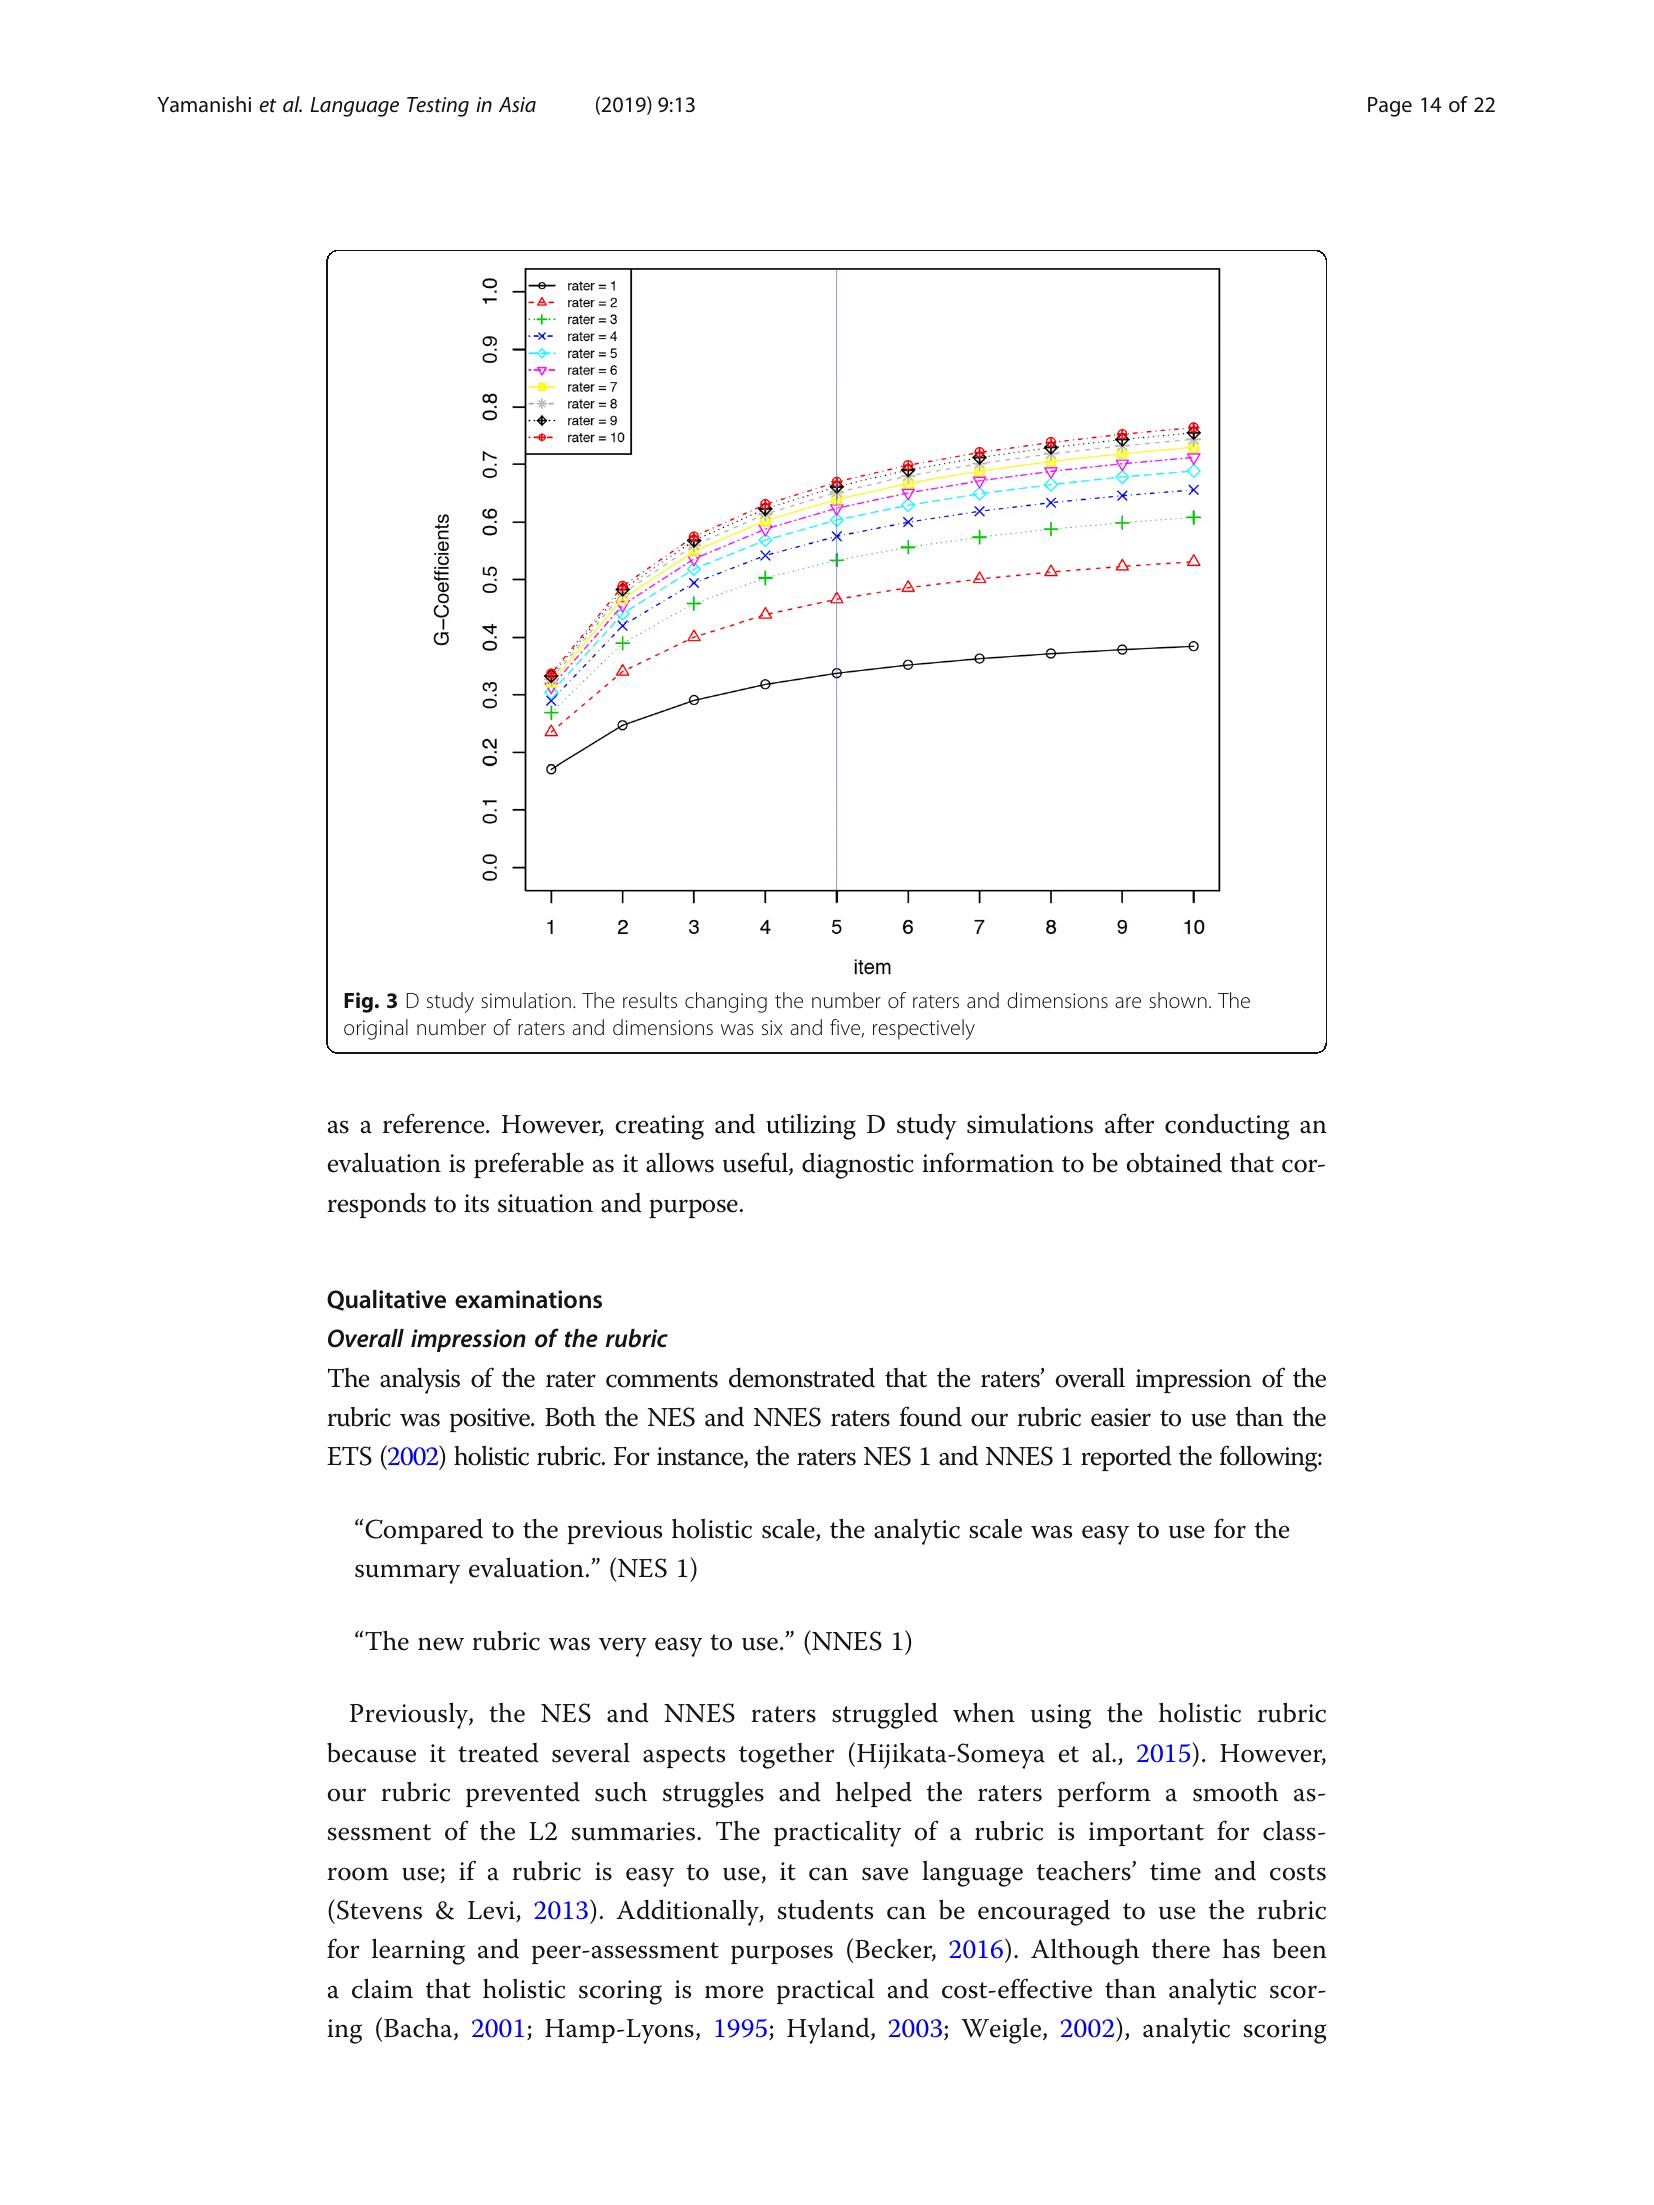 Yamanishi et al. Language Testing in Asia (2019) 9:13 Page 14 of 22
1.0
0.9
0.8
0.7
0.6
0.5
0.4
0.3
0.2
0.1
0.0
G−Coefficients
rater = 1
rater = 2
rater = 3
rater = 4
rater = 5
rater = 6
rater = 7
rater = 8
rater = 9
rater = 10
1 2 3 4 5 6 7 8 9 10
item
Fig. 3 D study simulation. The results changing the number of raters and dimensions are shown. The
original number of raters and dimensions was six and five, respectively
as a reference. However, creating and utilizing D study simulations after conducting an
evaluation is preferable as it allows useful, diagnostic information to be obtained that cor-
responds to its situation and purpose.
Qualitative examinations
Overall impression of the rubric
The analysis of the rater comments demonstrated that the raters’ overall impression of the
rubric was positive. Both the NES and NNES raters found our rubric easier to use than the
ETS (2002) holistic rubric. For instance, the raters NES 1 and NNES 1 reported the following:
“Compared to the previous holistic scale, the analytic scale was easy to use for the
summary evaluation.” (NES 1)
“The new rubric was very easy to use.” (NNES 1)
Previously, the NES and NNES raters struggled when using the holistic rubric
because it treated several aspects together (Hijikata-Someya et al., 2015). However,
our rubric prevented such struggles and helped the raters perform a smooth as-
sessment of the L2 summaries. The practicality of a rubric is important for class-
room use; if a rubric is easy to use, it can save language teachers’ time and costs
(Stevens & Levi, 2013). Additionally, students can be encouraged to use the rubric
for learning and peer-assessment purposes (Becker, 2016). Although there has been
a claim that holistic scoring is more practical and cost-effective than analytic scor-
ing (Bacha, 2001; Hamp-Lyons, 1995; Hyland, 2003; Weigle, 2002), analytic scoring